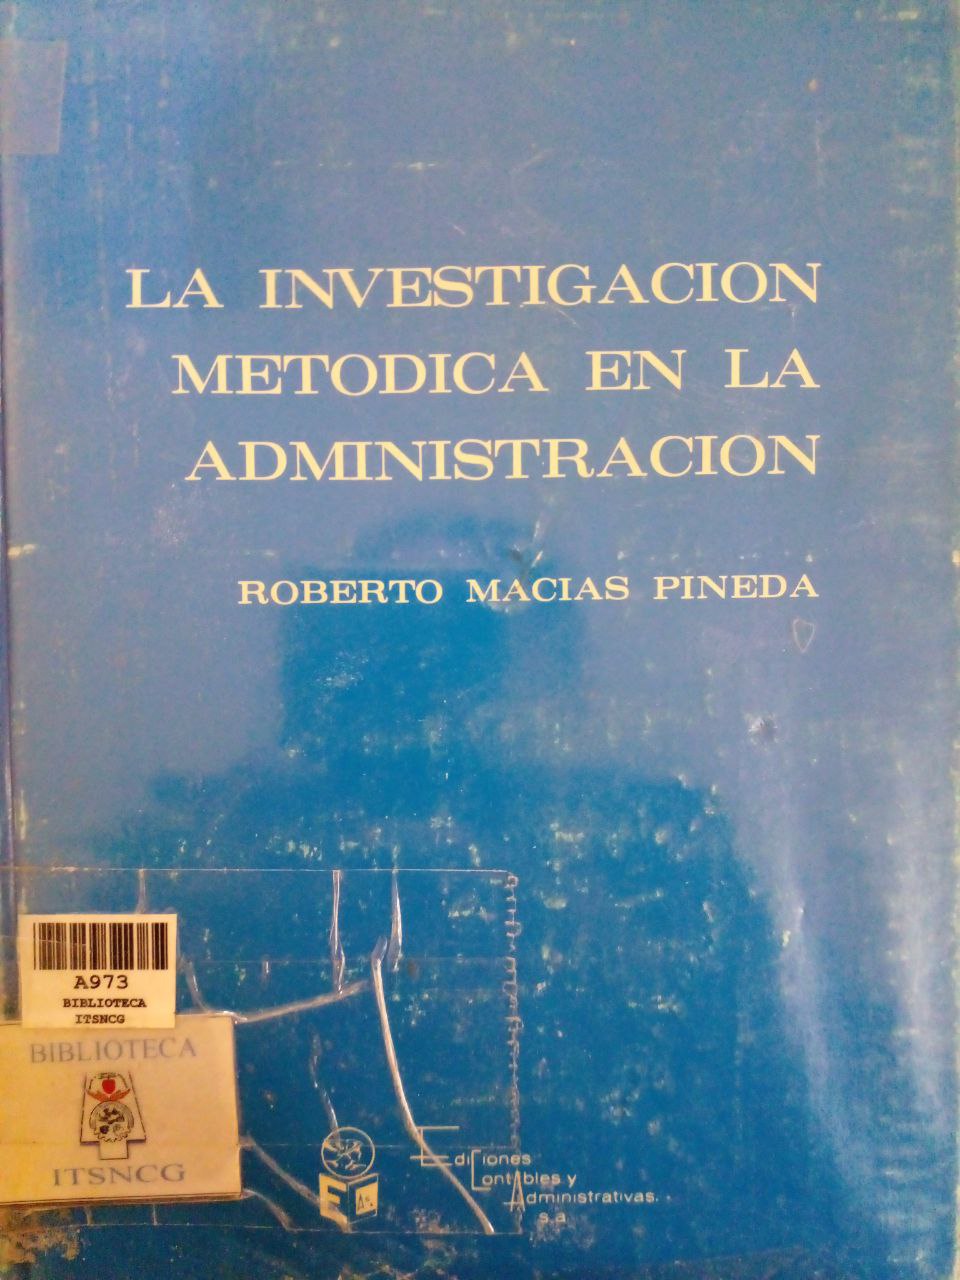 LA INVESTIGACION
METODICA EN LA
ADMINISTRACION
ROBERTO MACIAS PINEDA
A973
BIBLIOTECA
ITSNCG
BIBLIOTECA
ITSNCG
Ediciones
Contables y
Administrativas.
s.a.